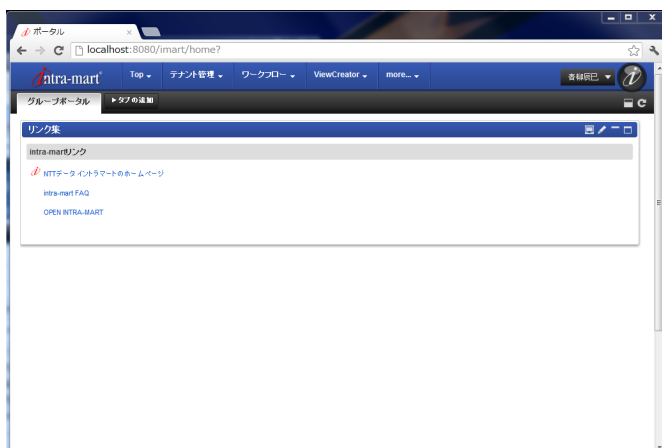 ポータル
localhost:8080/imart/home?
intra-mart
Top テナント管理 ワークフロー ViewCreator more...
青柳辰巳
グループポータル タブの追加
リンク集
intra-martリンク
NTTデータ イントラマートのホームページ
intra-mart FAQ
OPEN INTRA-MART